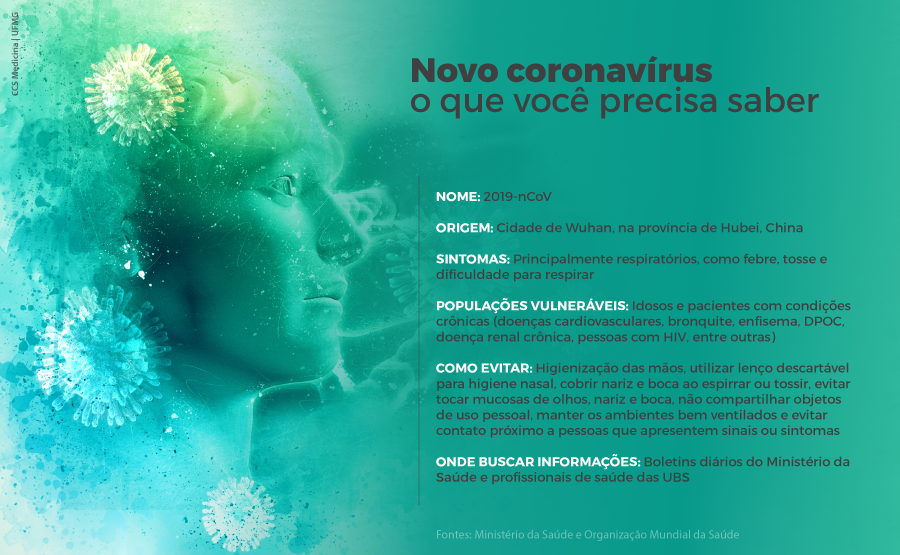 CCS Medicina | UFMG
Novo coronavírus
o que você precisa saber
NOME: 2019-nCoV
ORIGEM: Cidade de Wuhan, na província de Hubei, China
SINTOMAS: Principalmente respiratórios, como febre, tosse e
dificuldade para respirar
POPULAÇÕES VULNERÁVEIS: Idosos e pacientes com condições
crônicas (doenças cardiovasculares, bronquite, enfisema, DPOC,
doença renal crônica, pessoas com HIV, entre outras)
COMO EVITAR: Higienização das mãos, utilizar lenço descartável
para higiene nasal, cobrir nariz e boca ao espirrar ou tossir, evitar
tocar mucosas de olhos, nariz e boca, não compartilhar objetos
de uso pessoal, manter os ambientes bem ventilados e evitar
contato próximo a pessoas que apresentem sinais ou sintomas
ONDE BUSCAR INFORMAÇÕES: Boletins diários do Ministério da
Saúde e profissionais de saúde das UBS
Fontes: Ministério da Saúde e Organização Mundial da Saúde